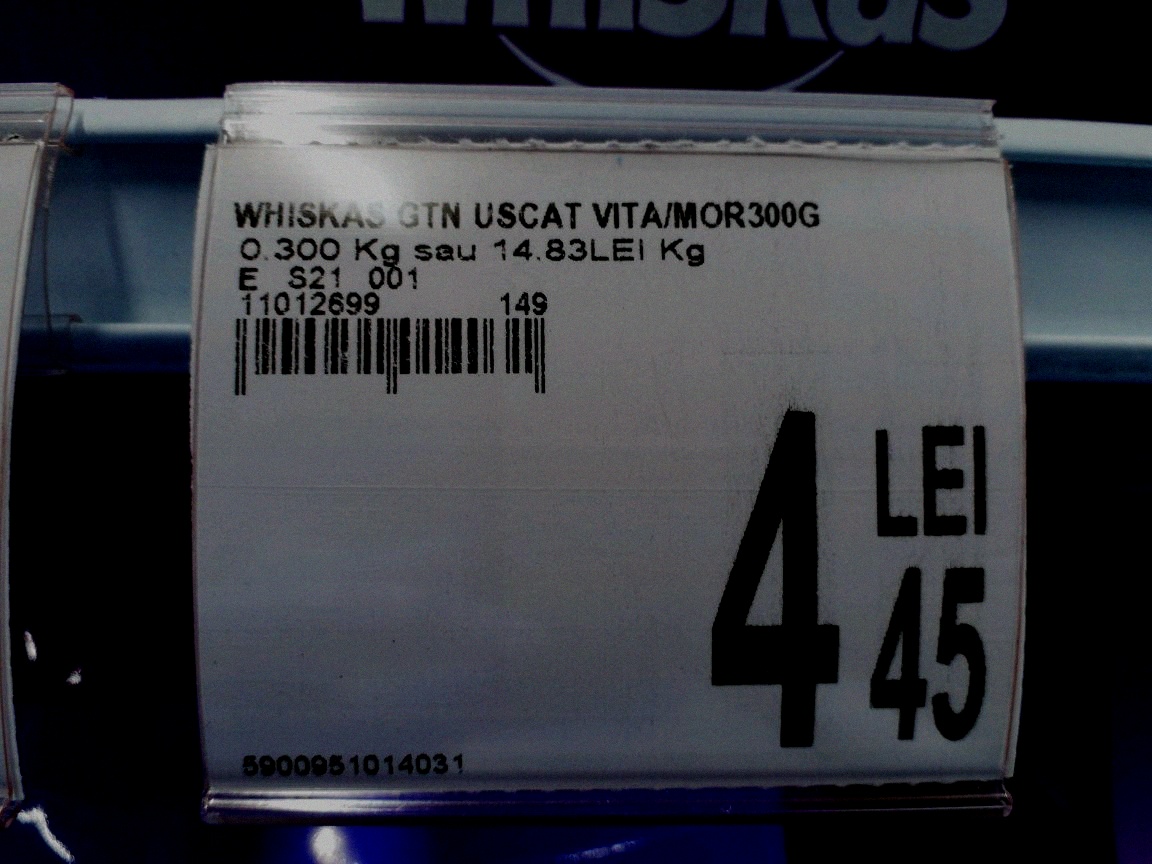 Whiskas
WHISKAS GTN USCAT VITA/MOR300G
0.300 Kg sau 14.83LEI Kg
E S21 001
11012699 149
4 LEI
45
5900951014031